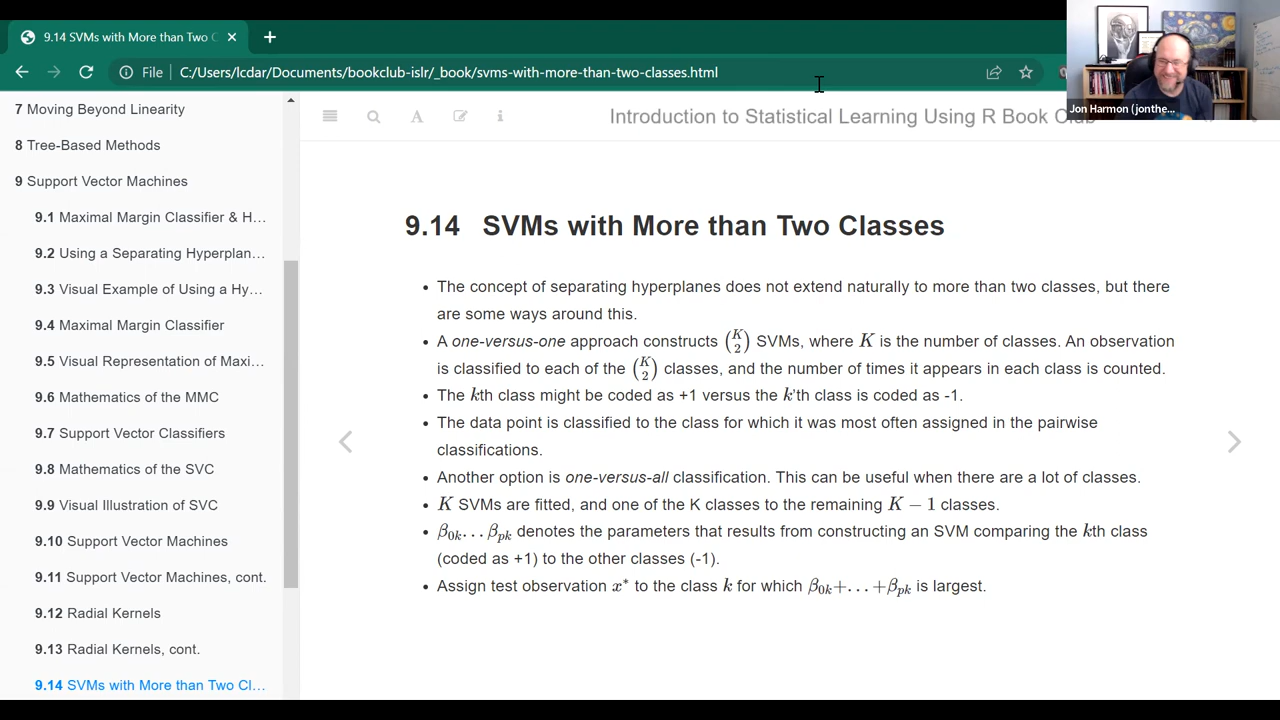 9.14 SVMs with More than Two C
File C:/Users/lcdar/Documents/bookclub-islr/_book/svms-with-more-than-two-classes.html
Jon Harmon (jonthe...
7 Moving Beyond Linearity
8 Tree-Based Methods
9 Support Vector Machines
9.1 Maximal Margin Classifier & H...
9.2 Using a Separating Hyperplan...
9.3 Visual Example of Using a Hy...
9.4 Maximal Margin Classifier
9.5 Visual Representation of Maxi...
9.6 Mathematics of the MMC
9.7 Support Vector Classifiers
9.8 Mathematics of the SVC
9.9 Visual Illustration of SVC
9.10 Support Vector Machines
9.11 Support Vector Machines, cont.
9.12 Radial Kernels
9.13 Radial Kernels, cont.
9.14 SVMs with More than Two Cl...
Introduction to Statistical Learning Using R Book Club
9.14 SVMs with More than Two Classes
• The concept of separating hyperplanes does not extend naturally to more than two classes, but there
are some ways around this.
• A one-versus-one approach constructs (K 2) SVMs, where K is the number of classes. An observation
is classified to each of the (K 2) classes, and the number of times it appears in each class is counted.
• The kth class might be coded as +1 versus the k'th class is coded as -1.
• The data point is classified to the class for which it was most often assigned in the pairwise
classifications.
• Another option is one-versus-all classification. This can be useful when there are a lot of classes.
• K SVMs are fitted, and one of the K classes to the remaining K − 1 classes.
• β0k…βpk denotes the parameters that results from constructing an SVM comparing the kth class
(coded as +1) to the other classes (-1).
• Assign test observation x* to the class k for which β0k+…+βpk is largest.